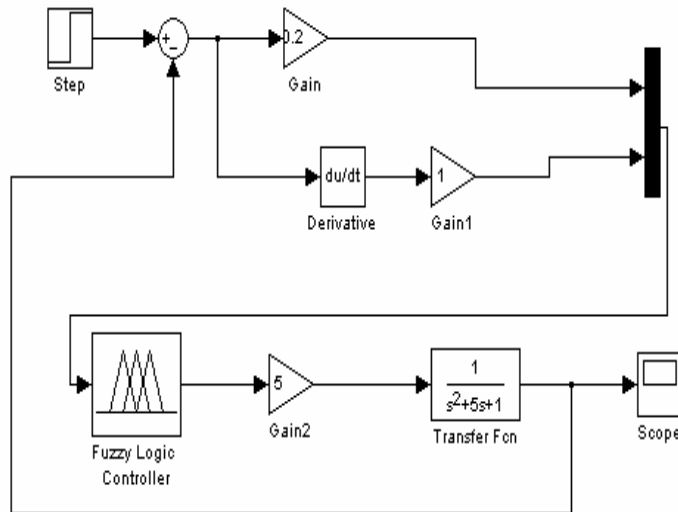 +
-
0.2
Step
Gain
du/dt
1
Derivative
Gain1
5
1
s²+5s+1
Gain2
Transfer Fcn
Scope
Fuzzy Logic
Controller